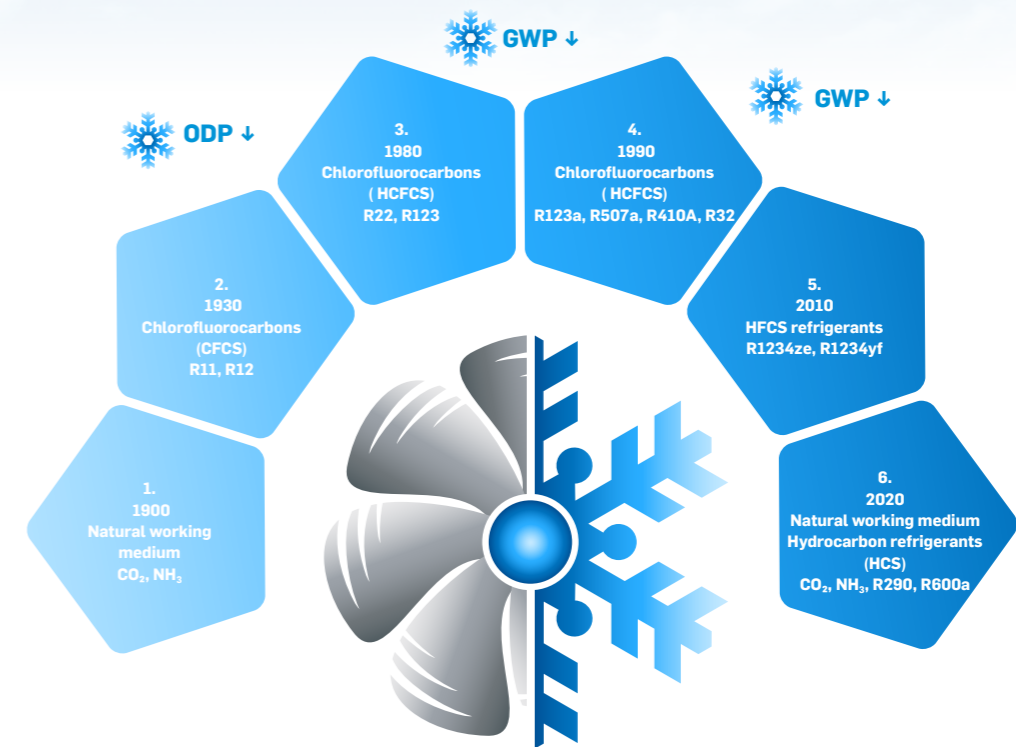 GWP ↓
GWP ↓
ODP ↓
3.
1980
Chlorofluorocarbons
( HCFCS)
R22, R123
4.
1990
Chlorofluorocarbons
( HCFCS)
R123a, R507a, R410A, R32
2.
1930
Chlorofluorocarbons
(CFCS)
R11, R12
5.
2010
HFCS refrigerants
R1234ze, R1234yf
1.
1900
Natural working
medium
CO₂, NH₃
6.
2020
Natural working medium
Hydrocarbon refrigerants
(HCS)
CO₂, NH₃, R290, R600a